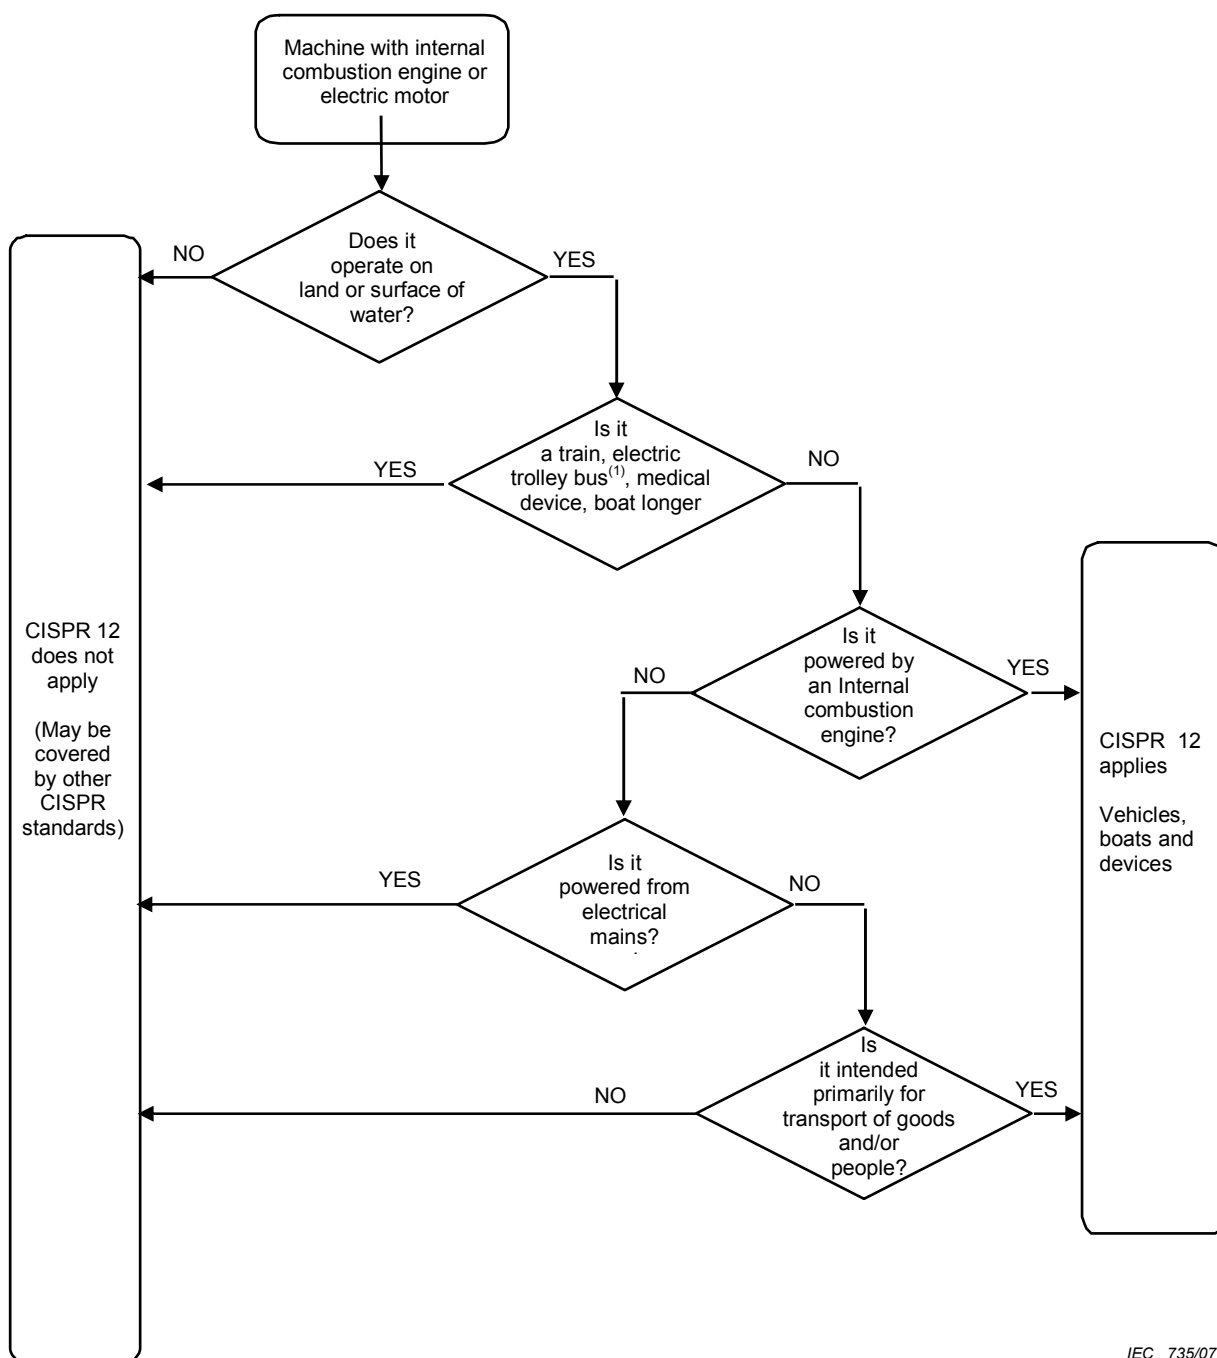 Machine with internal
combustion engine or
electric motor
NO
Does it
operate on
land or surface of
water?
YES
YES
Is it
a train, electric
trolley bus(1), medical
device, boat longer
NO
CISPR 12
does not
apply
(May be
covered
by other
CISPR
standards)
NO
Is it
powered by
an Internal
combustion
engine?
YES
CISPR 12
applies
Vehicles,
boats and
devices
YES
Is it
powered from
electrical
mains?
NO
NO
Is
it intended
primarily for
transport of goods
and/or
people?
YES
IEC 735/07